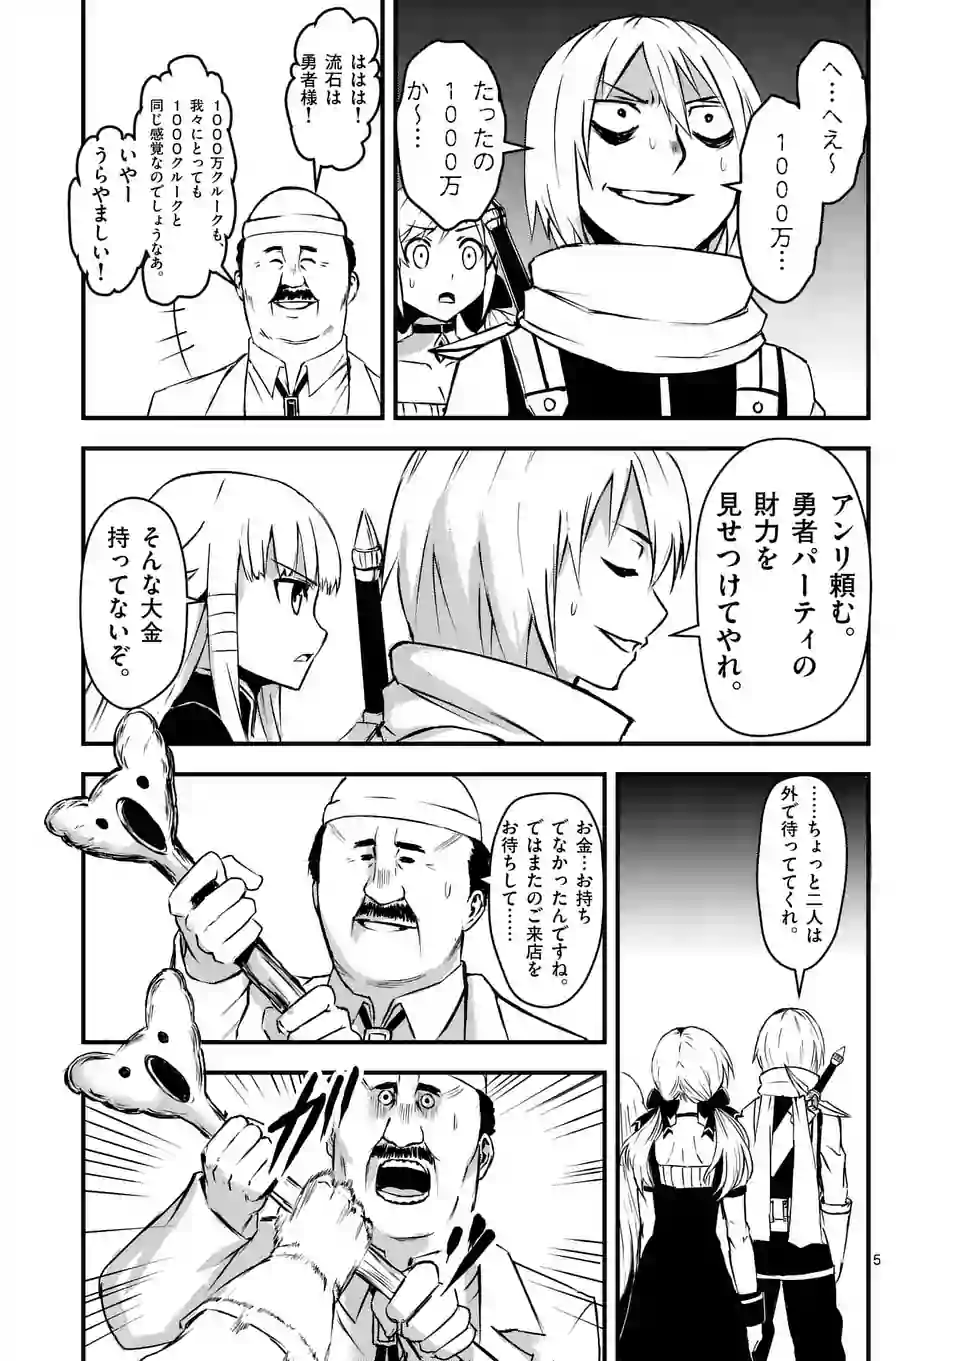 へ…へえ〜
1000万…
たったの
1000万
か〜…
ははは！
流石は
勇者様！
1000万クルークも、
我々にとっても
1000クルークと
同じ感覚なのでしょうなあ。
いやー
うらやましい！
アンリ頼む。
勇者パーティの
財力を
見せつけてやれ。
そんな大金
持ってないぞ。
……ちょっと二人は
外で待っててくれ。
お金…お持ち
でなかったんですね。
ではまたのご来店を
お待ちして……
5